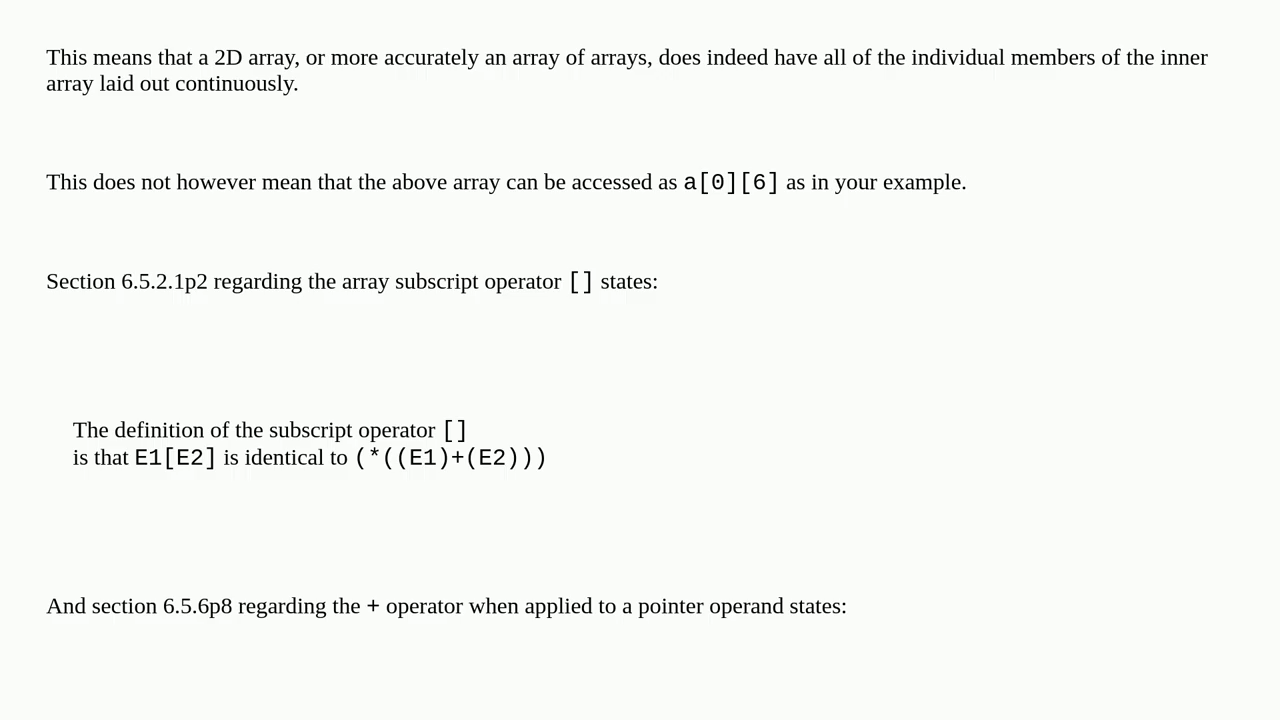 This means that a 2D array, or more accurately an array of arrays, does indeed have all of the individual members of the inner
array laid out continuously.
This does not however mean that the above array can be accessed as a[0][6] as in your example.
Section 6.5.2.1p2 regarding the array subscript operator [] states:
The definition of the subscript operator []
is that E1[E2] is identical to (*((E1)+(E2)))
And section 6.5.6p8 regarding the + operator when applied to a pointer operand states: